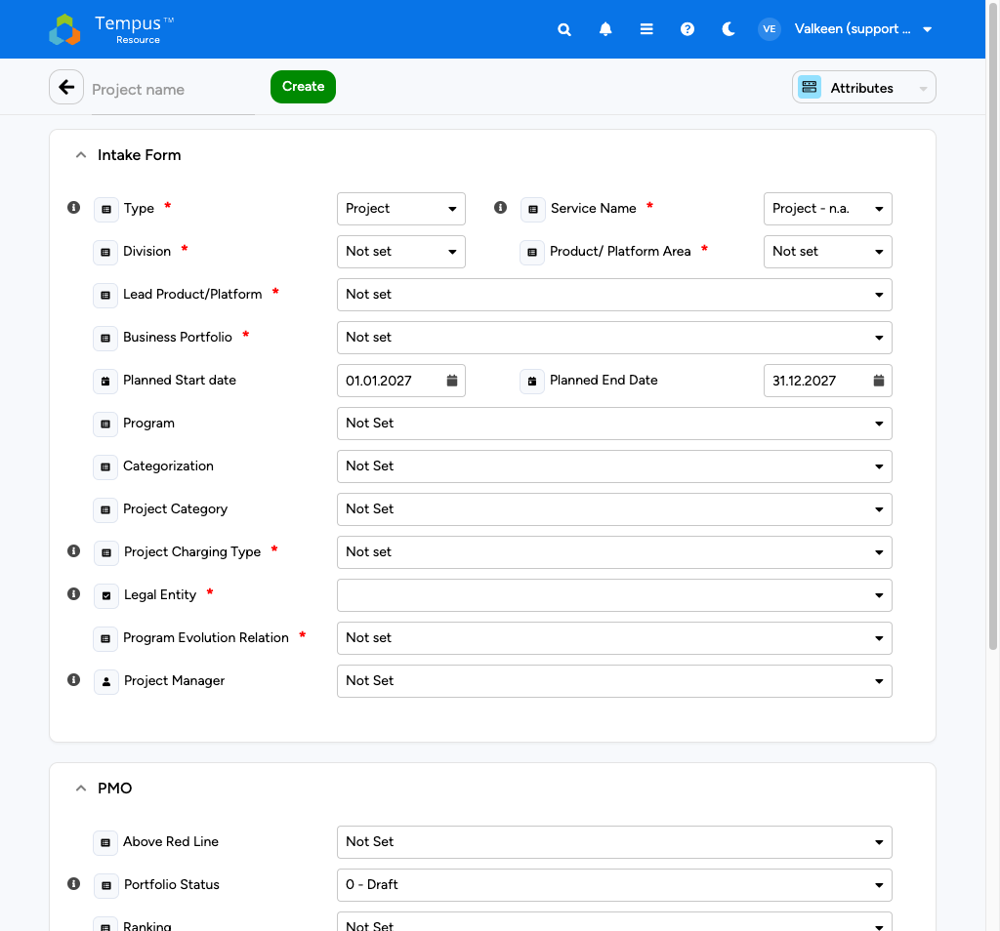 Tempus™
Resource
VE
Valkeen (support ...
Project name
Create
Attributes
Intake Form
Type * Project
Service Name * Project - n.a.
Division * Not set
Product/ Platform Area * Not set
Lead Product/Platform * Not set
Business Portfolio * Not set
Planned Start date 01.01.2027
Planned End Date 31.12.2027
Program Not Set
Categorization Not Set
Project Category Not Set
Project Charging Type * Not set
Legal Entity *
Program Evolution Relation * Not set
Project Manager Not Set
PMO
Above Red Line Not Set
Portfolio Status 0 - Draft
Ranking Not Set